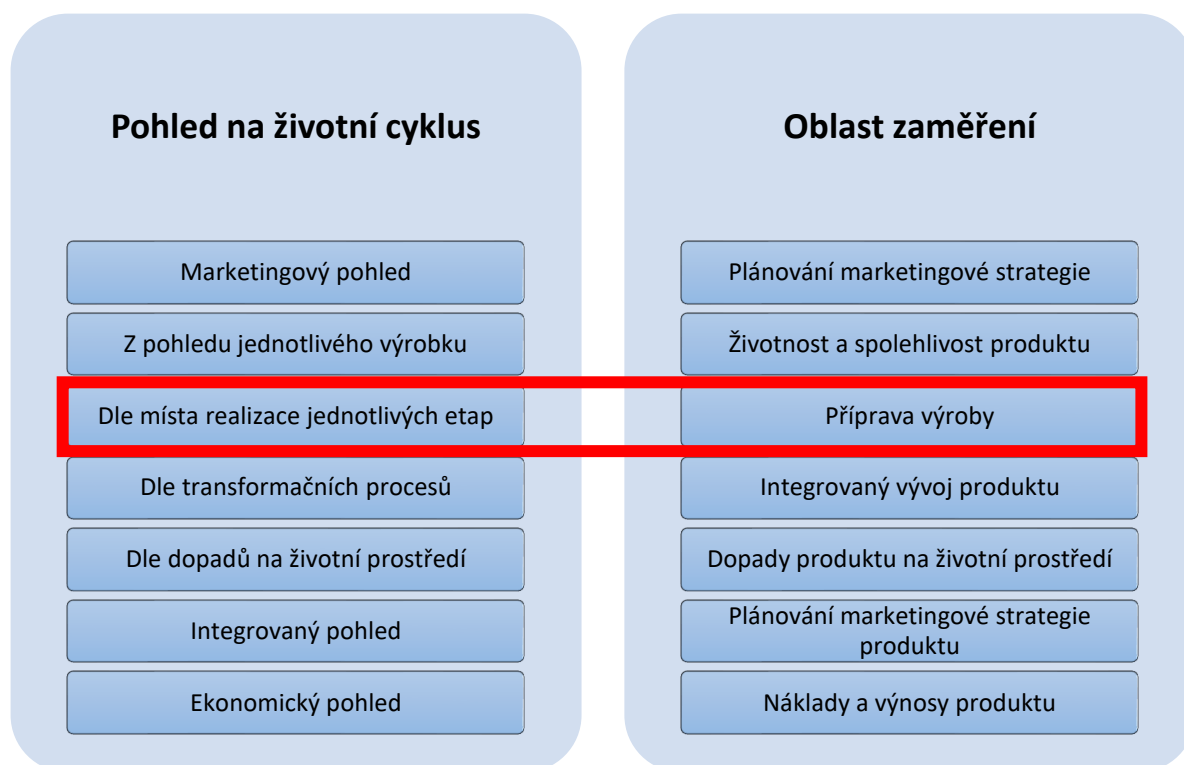 Pohled na životní cyklus
Marketingový pohled
Z pohledu jednotlivého výrobku
Dle místa realizace jednotlivých etap
Dle transformačních procesů
Dle dopadů na životní prostředí
Integrovaný pohled
Ekonomický pohled
Oblast zaměření
Plánování marketingové strategie
Životnost a spolehlivost produktu
Příprava výroby
Integrovaný vývoj produktu
Dopady produktu na životní prostředí
Plánování marketingové strategie
produktu
Náklady a výnosy produktu